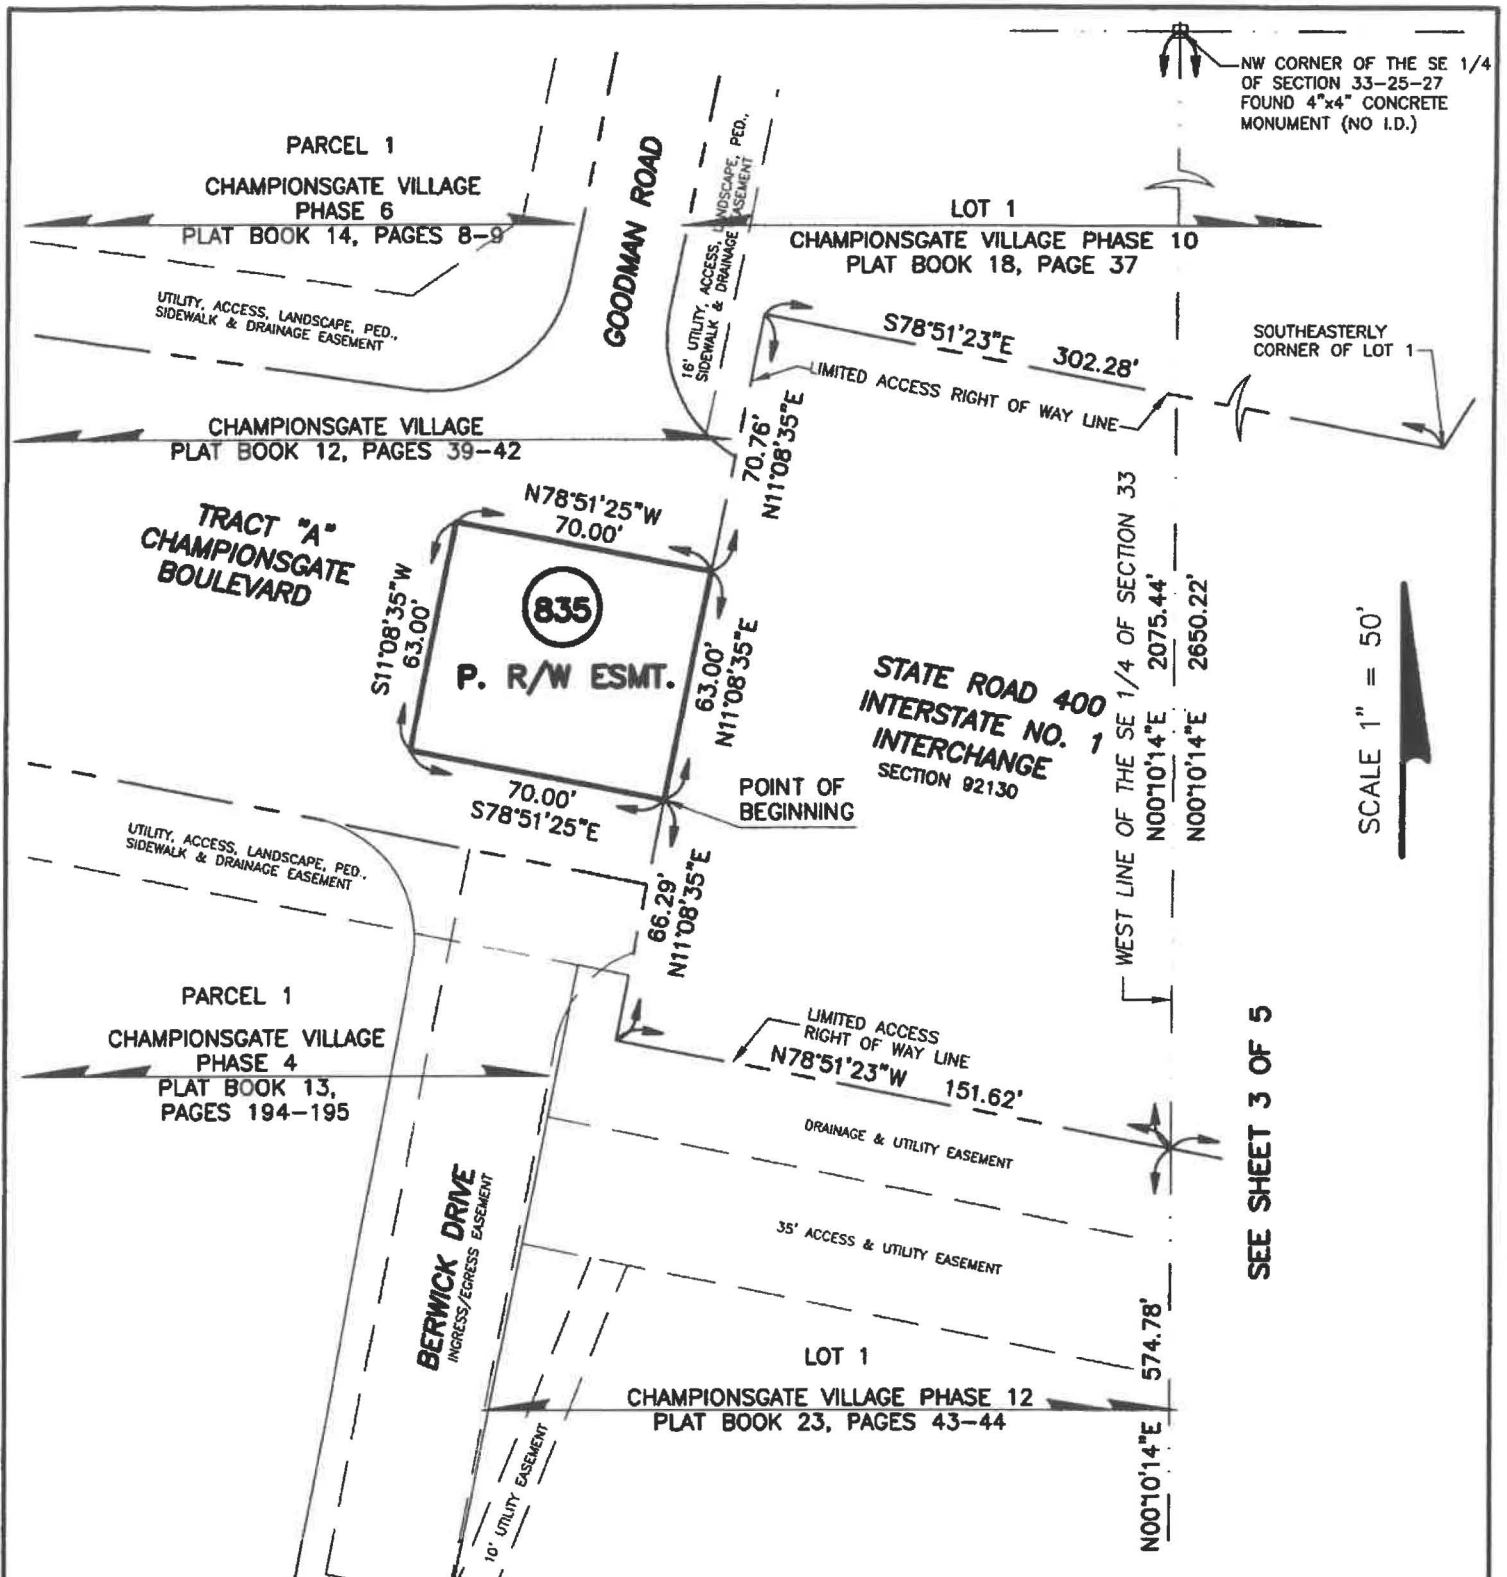 NW CORNER OF THE SE 1/4
OF SECTION 33-25-27
FOUND 4"x4" CONCRETE
MONUMENT (NO I.D.)
PARCEL 1
CHAMPIONSGATE VILLAGE
PHASE 6
PLAT BOOK 14, PAGES 8-9
UTILITY, ACCESS, LANDSCAPE, PED.,
SIDEWALK & DRAINAGE EASEMENT
GOODMAN ROAD
16' UTILITY, ACCESS, LANDSCAPE, PED.,
SIDEWALK & DRAINAGE EASEMENT
LOT 1
CHAMPIONSGATE VILLAGE PHASE 10
PLAT BOOK 18, PAGE 37
S78°51'23"E 302.28'
LIMITED ACCESS RIGHT OF WAY LINE
SOUTHEASTERLY
CORNER OF LOT 1
CHAMPIONSGATE VILLAGE
PLAT BOOK 12, PAGES 39-42
70.76'
N11°08'35"E
TRACT "A"
CHAMPIONSGATE
BOULEVARD
N78°51'25"W
70.00'
S11°08'35"W
63.00'
835
P. R/W ESMT.
63.00'
N11°08'35"E
70.00'
S78°51'25"E
POINT OF
BEGINNING
STATE ROAD 400
INTERSTATE NO. 1
INTERCHANGE
SECTION 92130
WEST LINE OF THE SE 1/4 OF SECTION 33
N00°10'14"E 2075.44'
N00°10'14"E 2650.22'
SCALE 1" = 50'
UTILITY, ACCESS, LANDSCAPE, PED.,
SIDEWALK & DRAINAGE EASEMENT
66.29'
N11°08'35"E
PARCEL 1
CHAMPIONSGATE VILLAGE
PHASE 4
PLAT BOOK 13,
PAGES 194-195
LIMITED ACCESS
RIGHT OF WAY LINE
N78°51'23"W 151.62'
DRAINAGE & UTILITY EASEMENT
35' ACCESS & UTILITY EASEMENT
SEE SHEET 3 OF 5
BERWICK DRIVE
INGRESS/EGRESS EASEMENT
LOT 1
CHAMPIONSGATE VILLAGE PHASE 12
PLAT BOOK 23, PAGES 43-44
10' UTILITY EASEMENT
N00°10'14"E 574.78'